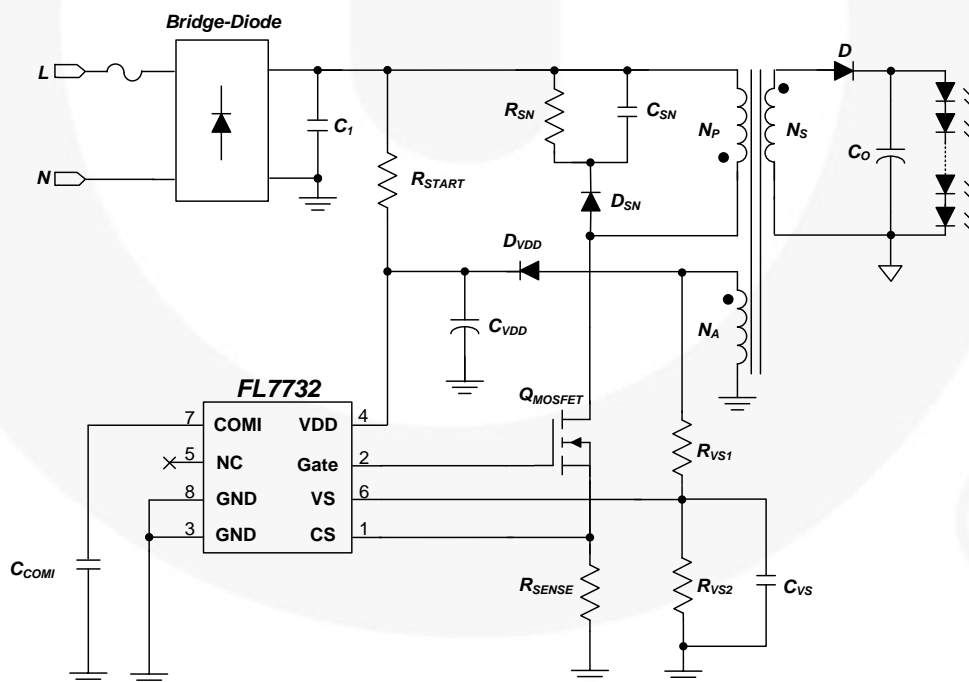 Bridge-Diode
L
N
C1
RSTART
RSN
CSN
DSN
NP
NS
D
CO
DVDD
CVDD
NA
FL7732
QMOSFET
7 COMI VDD 4
5 NC Gate 2
8 GND VS 6
3 GND CS 1
CCOMI
RSENSE
RVS1
RVS2
CVS